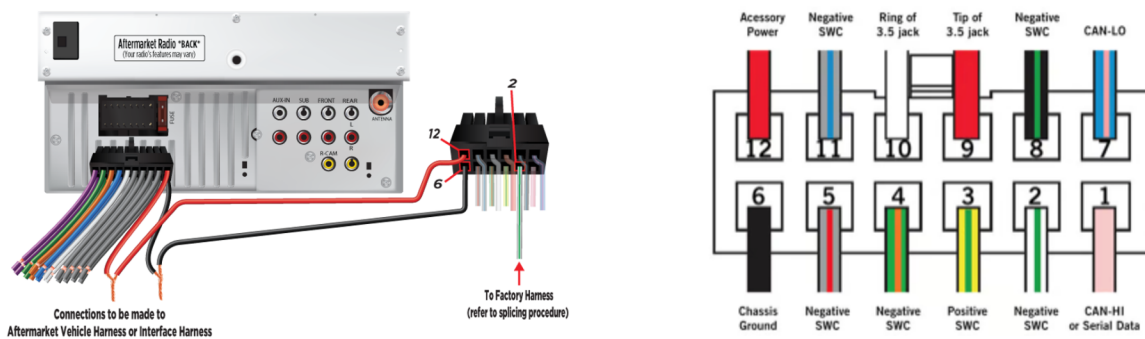 Aftermarket Radio "BACK"
(Your radio's features may vary)
FUSE
AUX-IN SUB FRONT REAR
L
R
R-CAM
ANTENNA
2
12
6
To Factory Harness
(refer to splicing procedure)
Connections to be made to
Aftermarket Vehicle Harness or Interface Harness
Acessory
Power
Negative
SWC
Ring of
3.5 jack
Tip of
3.5 jack
Negative
SWC
CAN-LO
12 11 10 9 8 7
6 5 4 3 2 1
Chassis
Ground
Negative
SWC
Negative
SWC
Positive
SWC
Negative
SWC
CAN-HI
or Serial Data